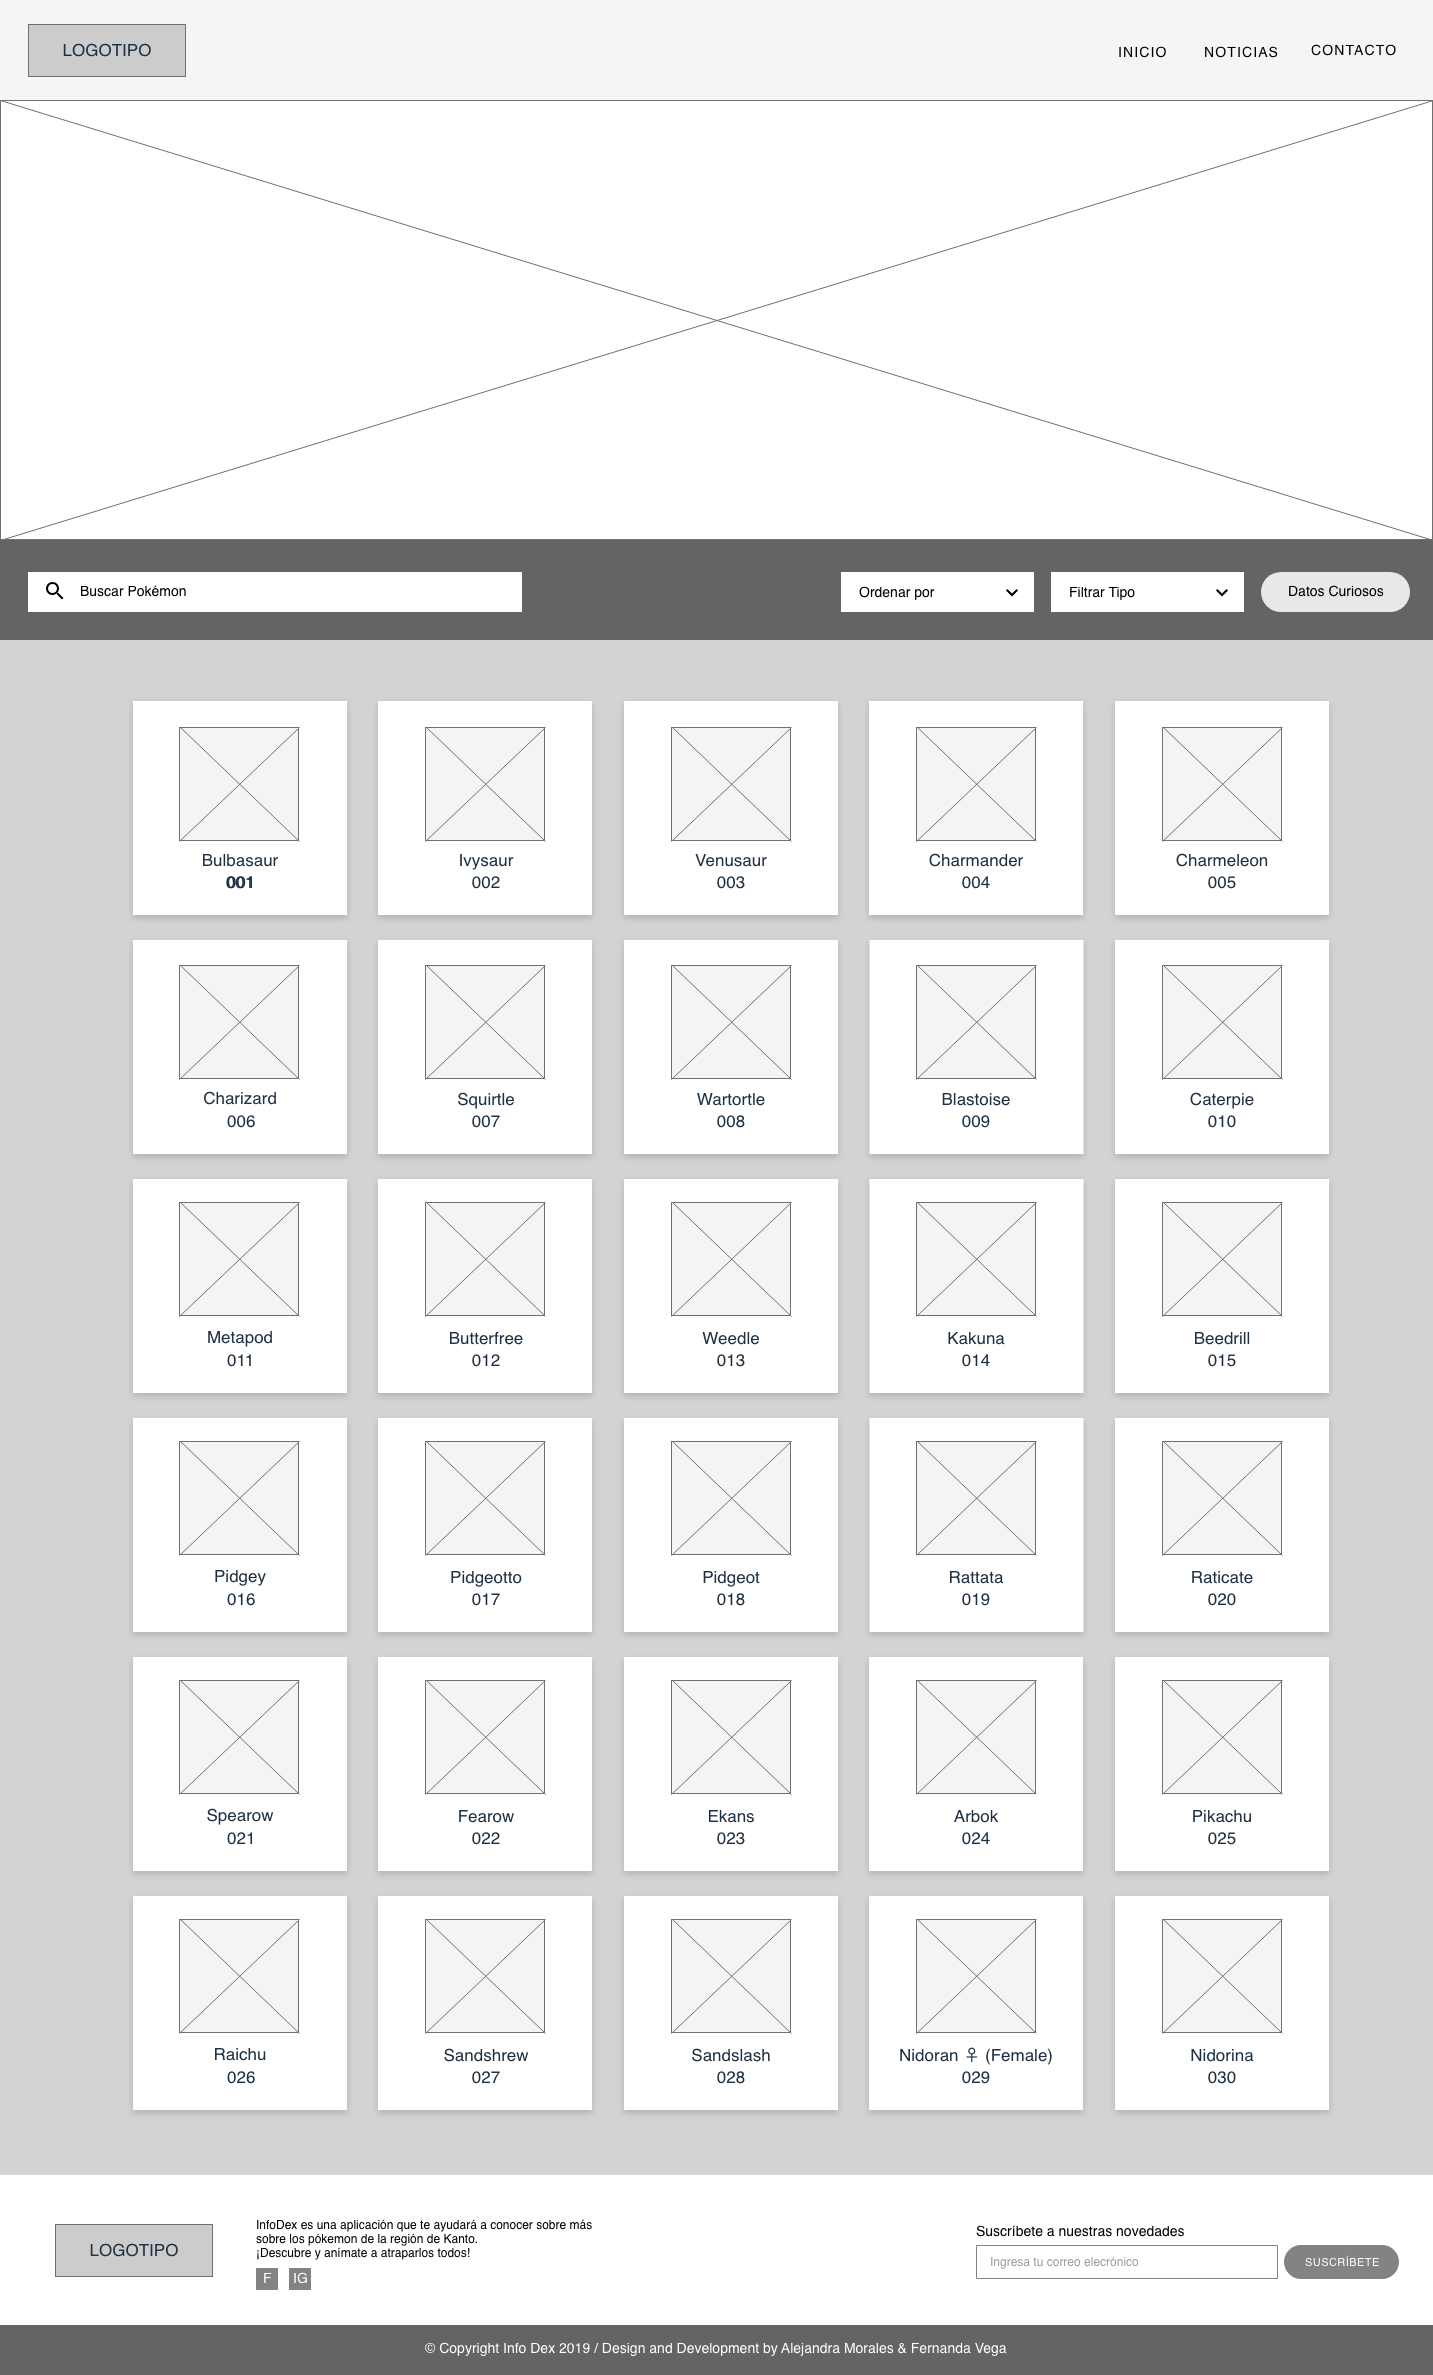 LOGOTIPO
INICIO NOTICIAS CONTACTO
Buscar Pokémon
Ordenar por
Filtrar Tipo
Datos Curiosos
Bulbasaur
001
Ivysaur
002
Venusaur
003
Charmander
004
Charmeleon
005
Charizard
006
Squirtle
007
Wartortle
008
Blastoise
009
Caterpie
010
Metapod
011
Butterfree
012
Weedle
013
Kakuna
014
Beedrill
015
Pidgey
016
Pidgeotto
017
Pidgeot
018
Rattata
019
Raticate
020
Spearow
021
Fearow
022
Ekans
023
Arbok
024
Pikachu
025
Raichu
026
Sandshrew
027
Sandslash
028
Nidoran ♀ (Female)
029
Nidorina
030
LOGOTIPO
InfoDex es una aplicación que te ayudará a conocer sobre más
sobre los pókemon de la región de Kanto.
¡Descubre y anímate a atraparlos todos!
F IG
Suscríbete a nuestras novedades
Ingresa tu correo elecrónico
SUSCRÍBETE
© Copyright Info Dex 2019 / Design and Development by Alejandra Morales & Fernanda Vega